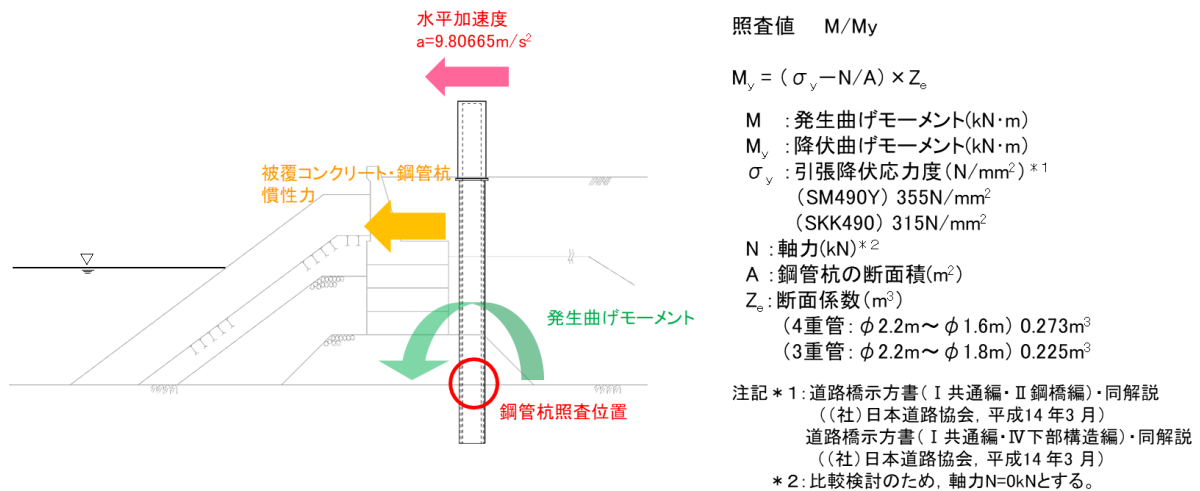 水平加速度
a=9.80665m/s²
被覆コンクリート・鋼管杭
慣性力
発生曲げモーメント
鋼管杭照査位置
照査値　M/My
M_y = (σ_y－N/A) × Z_e
M ：発生曲げモーメント(kN・m)
M_y ：降伏曲げモーメント(kN・m)
σ_y ：引張降伏応力度(N/mm²)*1
(SM490Y) 355N/mm²
(SKK490) 315N/mm²
N ：軸力(kN)*2
A ：鋼管杭の断面積(m²)
Z_e：断面係数(m³)
(4重管：φ2.2m～φ1.6m) 0.273m³
(3重管：φ2.2m～φ1.8m) 0.225m³
注記＊1：道路橋示方書(Ⅰ共通編・Ⅱ鋼橋編)・同解説
((社)日本道路協会, 平成14年3月)
道路橋示方書(Ⅰ共通編・Ⅳ下部構造編)・同解説
((社)日本道路協会, 平成14年3月)
＊2：比較検討のため, 軸力N=0kNとする。